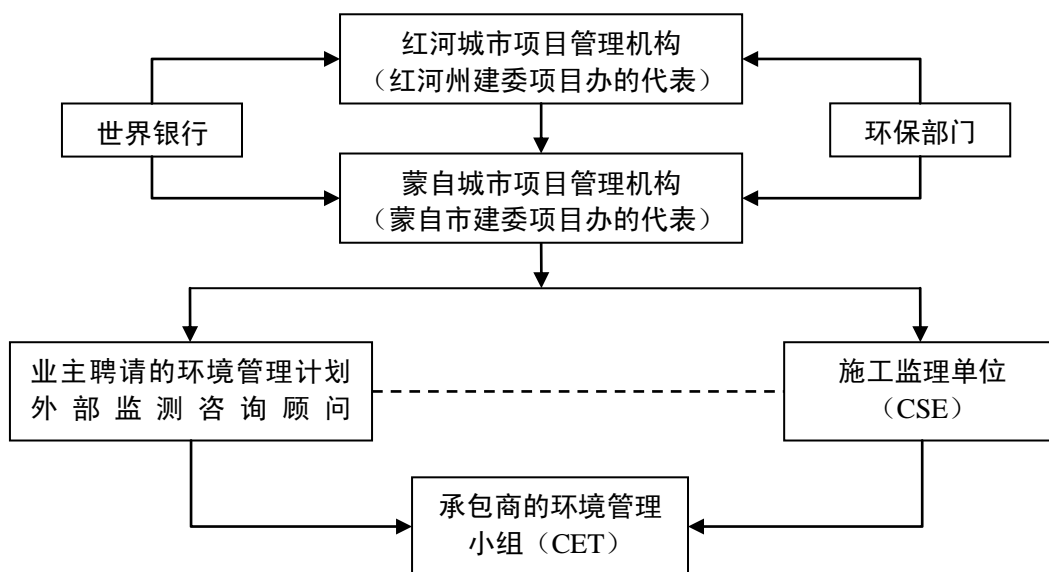 红河城市项目管理机构
（红河州建委项目办的代表）
世界银行
环保部门
蒙自城市项目管理机构
（蒙自市建委项目办的代表）
业主聘请的环境管理计划
外部监测咨询顾问
施工监理单位
（CSE）
承包商的环境管理
小组（CET）